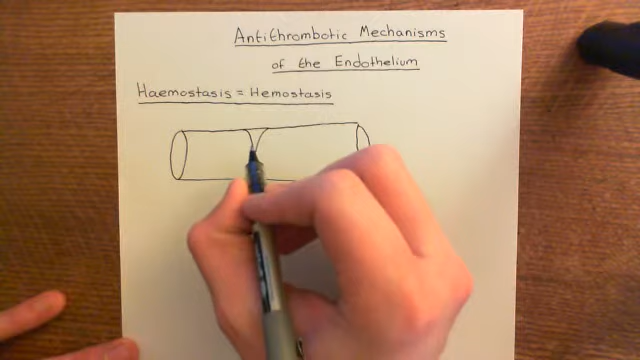 Antithrombotic Mechanisms
of the Endothelium
Haemostasis = Hemostasis